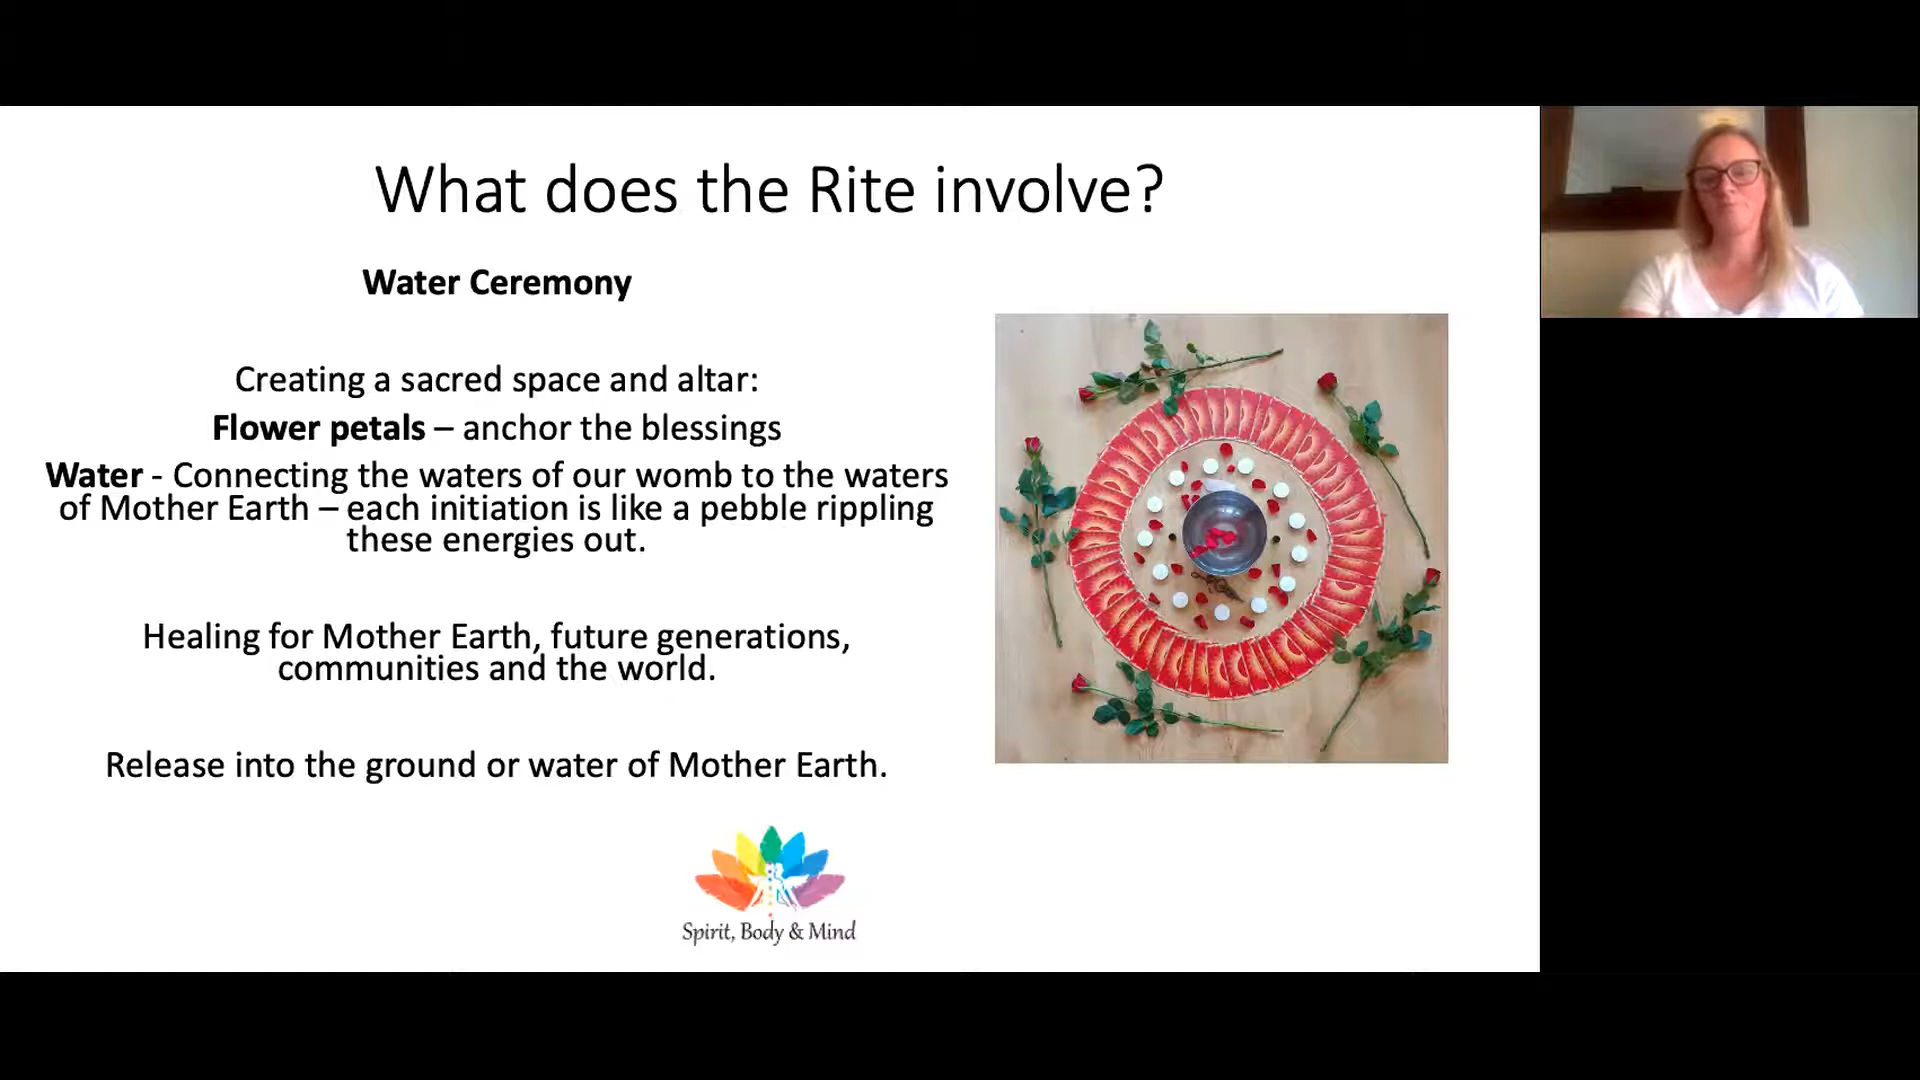 What does the Rite involve?
Water Ceremony
Creating a sacred space and altar:
Flower petals – anchor the blessings
Water - Connecting the waters of our womb to the waters
of Mother Earth – each initiation is like a pebble rippling
these energies out.
Healing for Mother Earth, future generations,
communities and the world.
Release into the ground or water of Mother Earth.
Spirit, Body & Mind